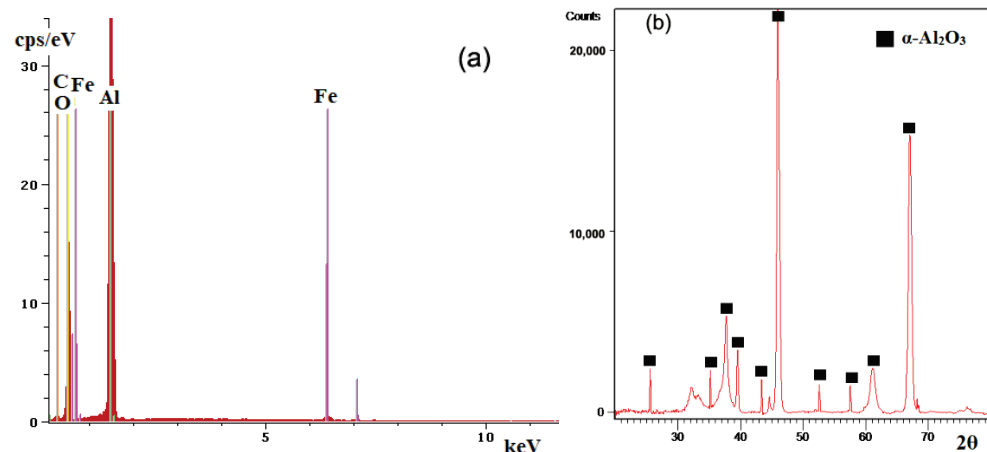 cps/eV
30
20
10
0
(a)
C
O
Fe
Al
Fe
5
10
keV
Counts
20,000
10,000
0
(b)
α-Al₂O₃
30
40
50
60
70
2θ